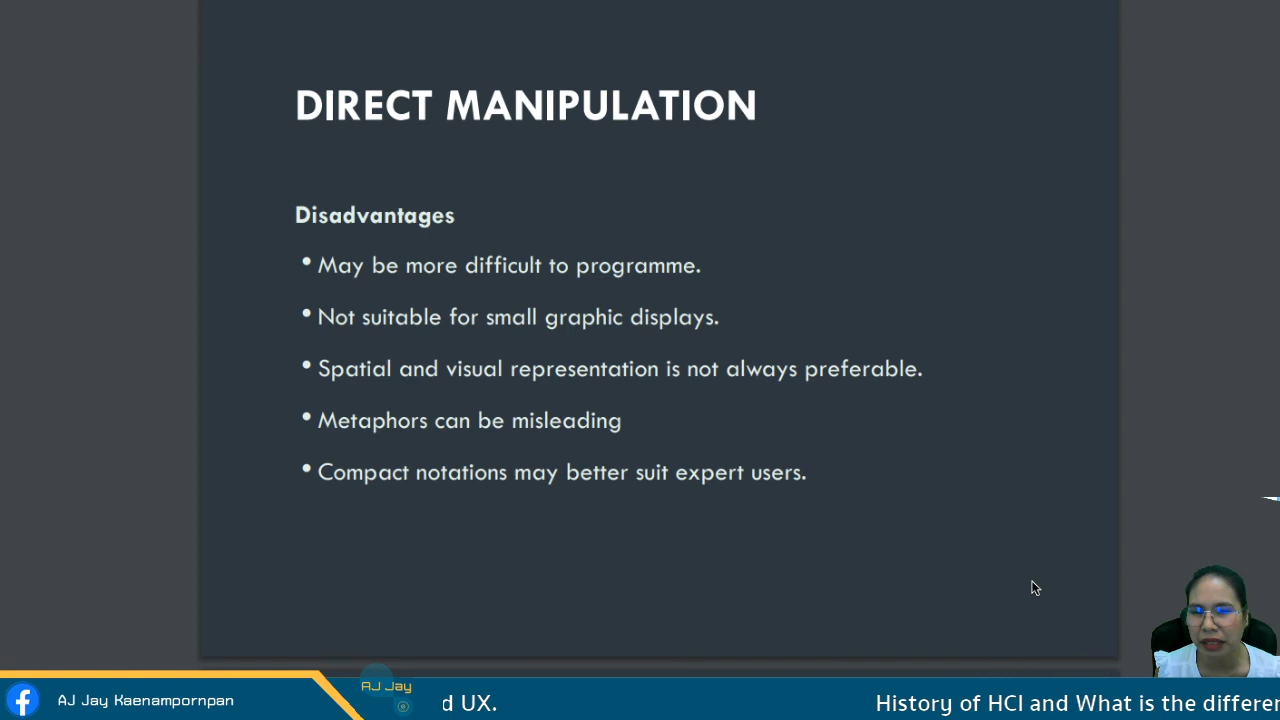 DIRECT MANIPULATION
Disadvantages
• May be more difficult to programme.
• Not suitable for small graphic displays.
• Spatial and visual representation is not always preferable.
• Metaphors can be misleading
• Compact notations may better suit expert users.
AJ Jay Kaenampornpan
AJ Jay
d UX.
History of HCI and What is the differen